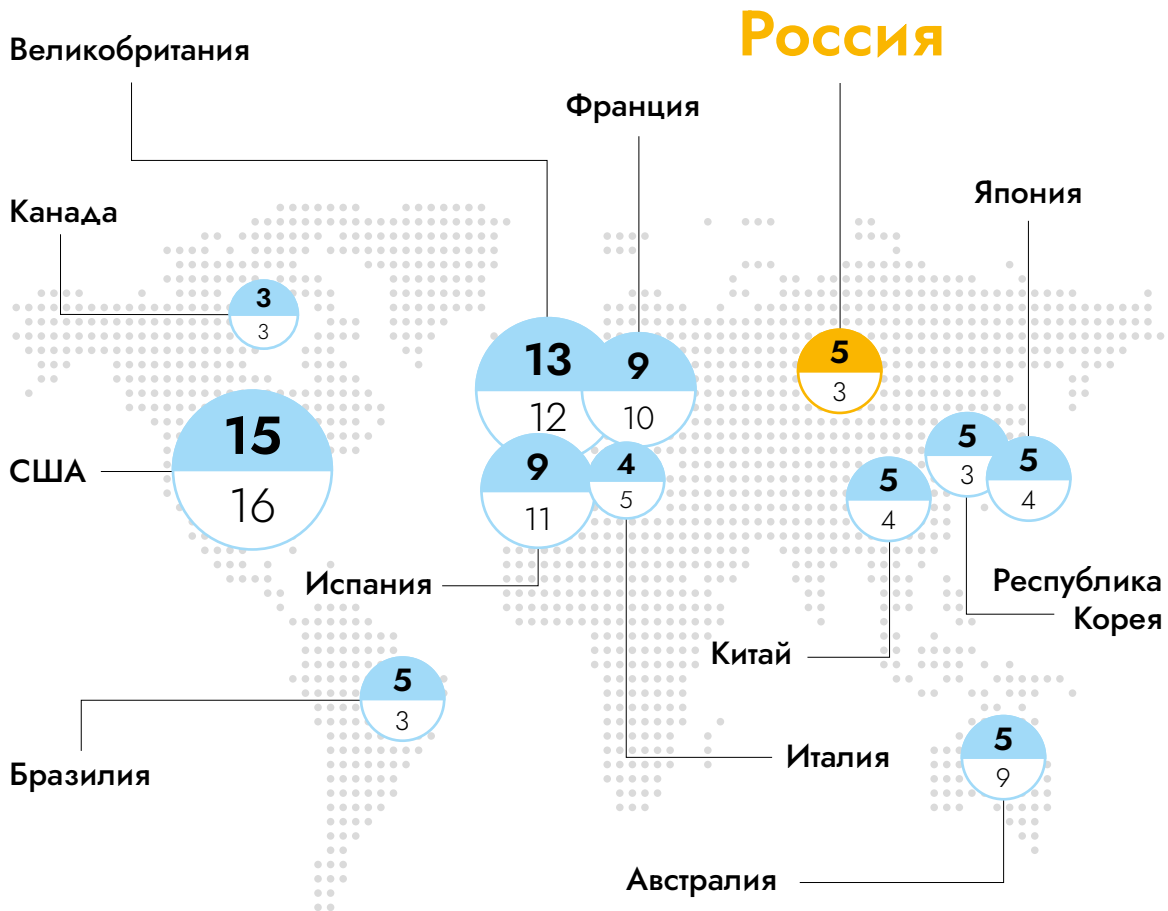 Россия
Великобритания
Франция
Япония
Канада
3
3
13
12
9
10
5
3
15
16
США
9
11
4
5
5
4
5
3
5
4
Испания
Республика
Корея
Китай
5
3
Бразилия
Италия
5
9
Австралия